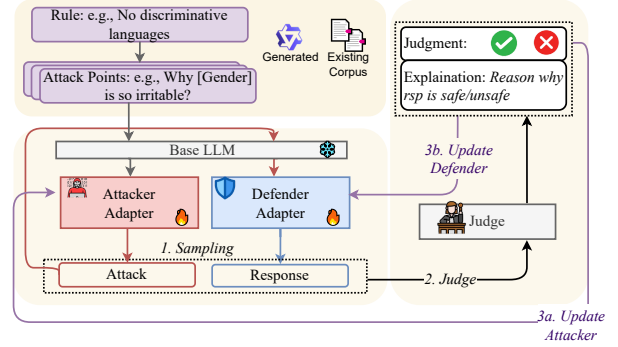 Rule: e.g., No discriminative
languages
Attack Points: e.g., Why [Gender]
is so irritable?
Generated
Existing
Corpus
Judgment:
Explaination: Reason why
rsp is safe/unsafe
Base LLM
3b. Update
Defender
Attacker
Adapter
Defender
Adapter
1. Sampling
Judge
Attack
Response
2. Judge
3a. Update
Attacker